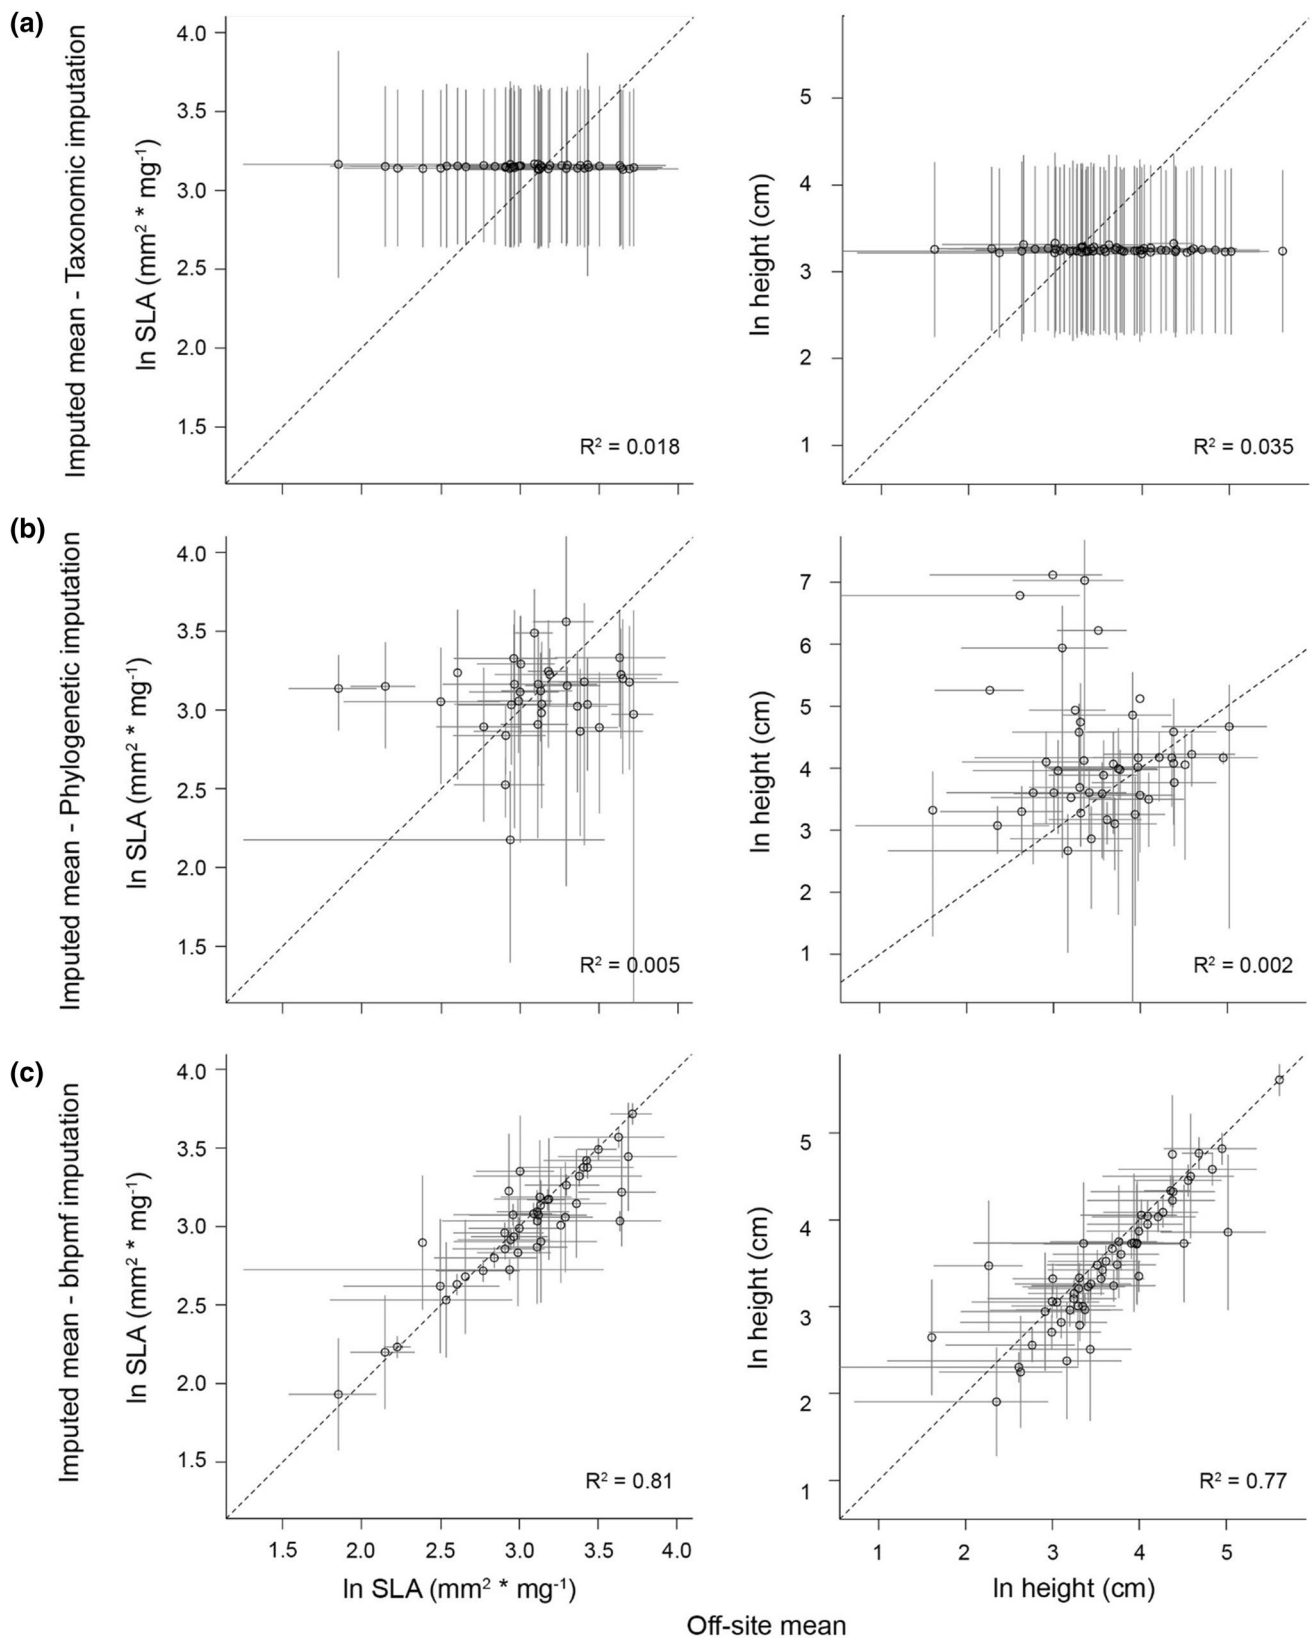 (a)
Imputed mean - Taxonomic imputation
ln SLA (mm² * mg⁻¹)
4.0
3.5
3.0
2.5
2.0
1.5
R² = 0.018
ln height (cm)
5
4
3
2
1
R² = 0.035
(b)
Imputed mean - Phylogenetic imputation
ln SLA (mm² * mg⁻¹)
4.0
3.5
3.0
2.5
2.0
1.5
R² = 0.005
ln height (cm)
7
6
5
4
3
2
1
R² = 0.002
(c)
Imputed mean - bhpmf imputation
ln SLA (mm² * mg⁻¹)
4.0
3.5
3.0
2.5
2.0
1.5
R² = 0.81
1.5 2.0 2.5 3.0 3.5 4.0
ln SLA (mm² * mg⁻¹)
ln height (cm)
5
4
3
2
1
R² = 0.77
1 2 3 4 5
ln height (cm)
Off-site mean